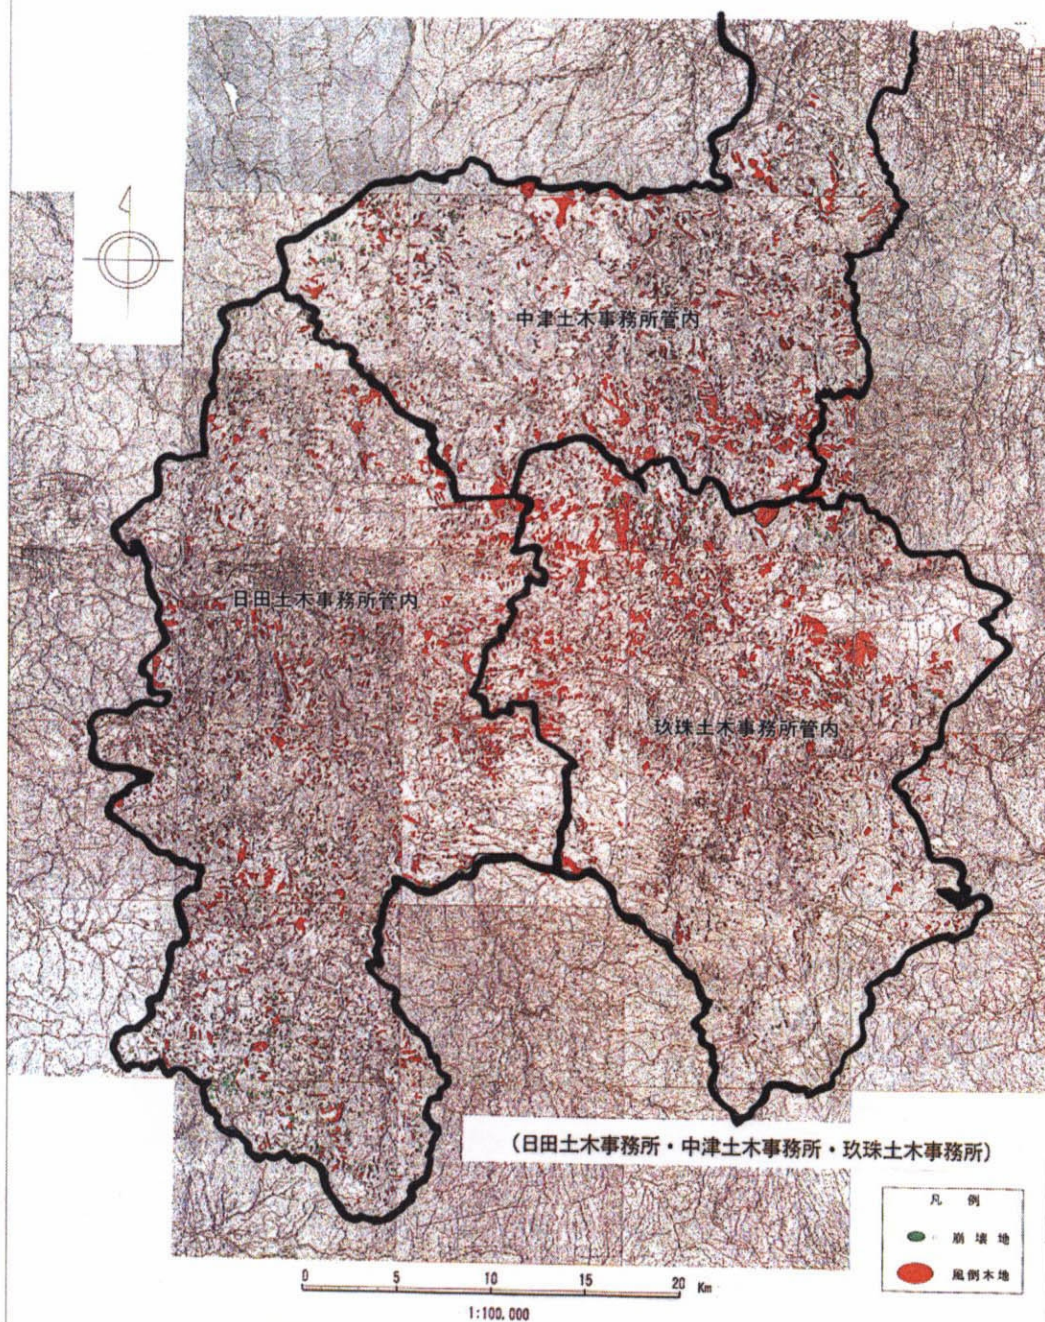 中津土木事務所管内
日田土木事務所管内
玖珠土木事務所管内
(日田土木事務所・中津土木事務所・玖珠土木事務所)
凡 例
崩 壊 地
風倒木地
0 5 10 15 20 Km
1:100.000